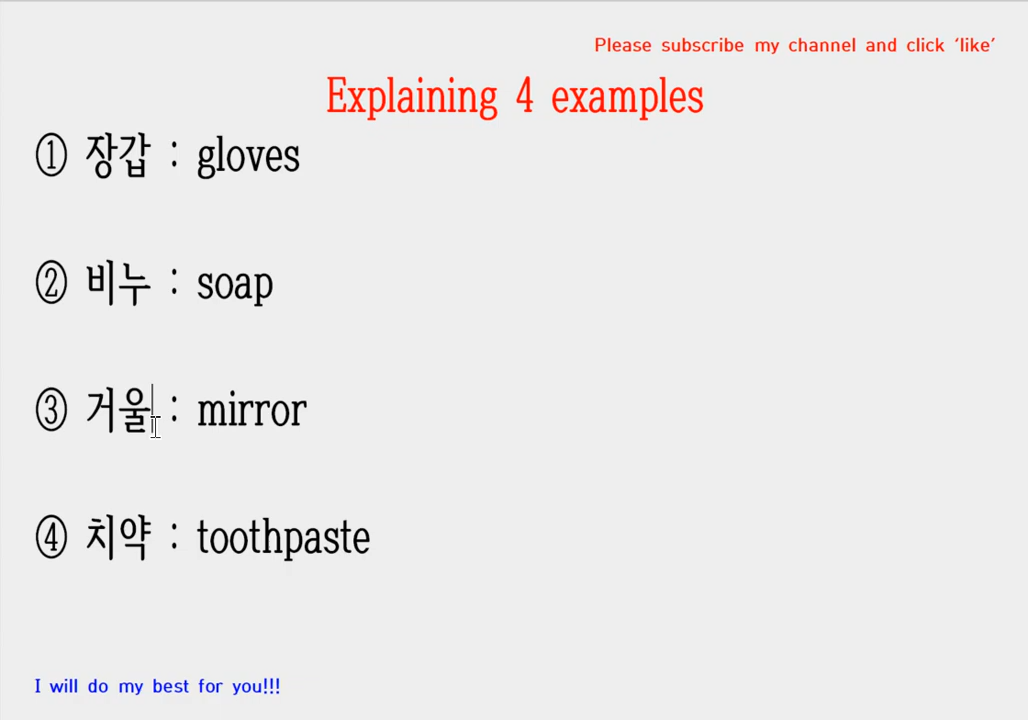 Please subscribe my channel and click ‘like’
Explaining 4 examples
① 장갑 : gloves
② 비누 : soap
③ 거울 : mirror
④ 치약 : toothpaste
I will do my best for you!!!